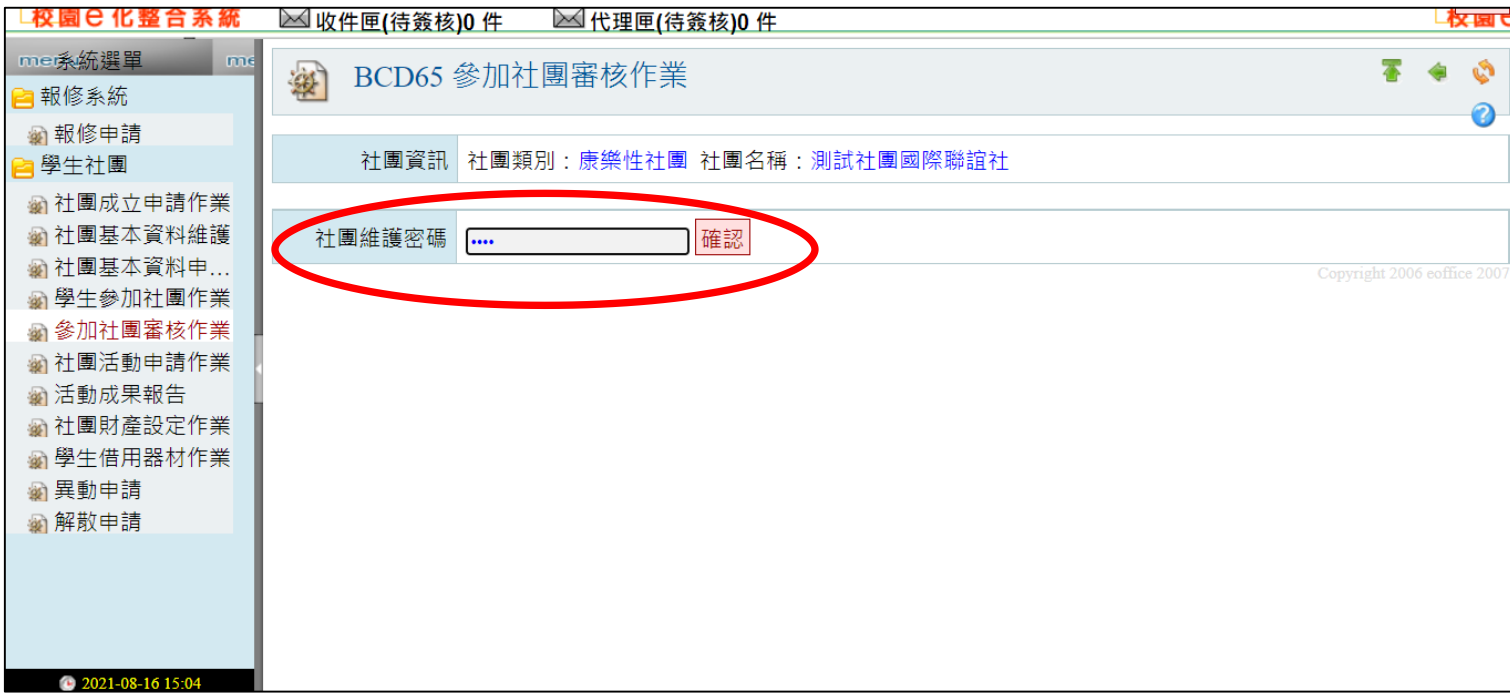 校園e化整合系統 收件匣(待簽核)0 件 代理匣(待簽核)0 件 校園e
系統選單
報修系統
報修申請
學生社團
社團成立申請作業
社團基本資料維護
社團基本資料申...
學生參加社團作業
參加社團審核作業
社團活動申請作業
活動成果報告
社團財產設定作業
學生借用器材作業
異動申請
解散申請
2021-08-16 15:04
BCD65 參加社團審核作業
社團資訊 社團類別：康樂性社團 社團名稱：測試社團國際聯誼社
社團維護密碼 •••• 確認
Copyright 2006 eoffice 2007